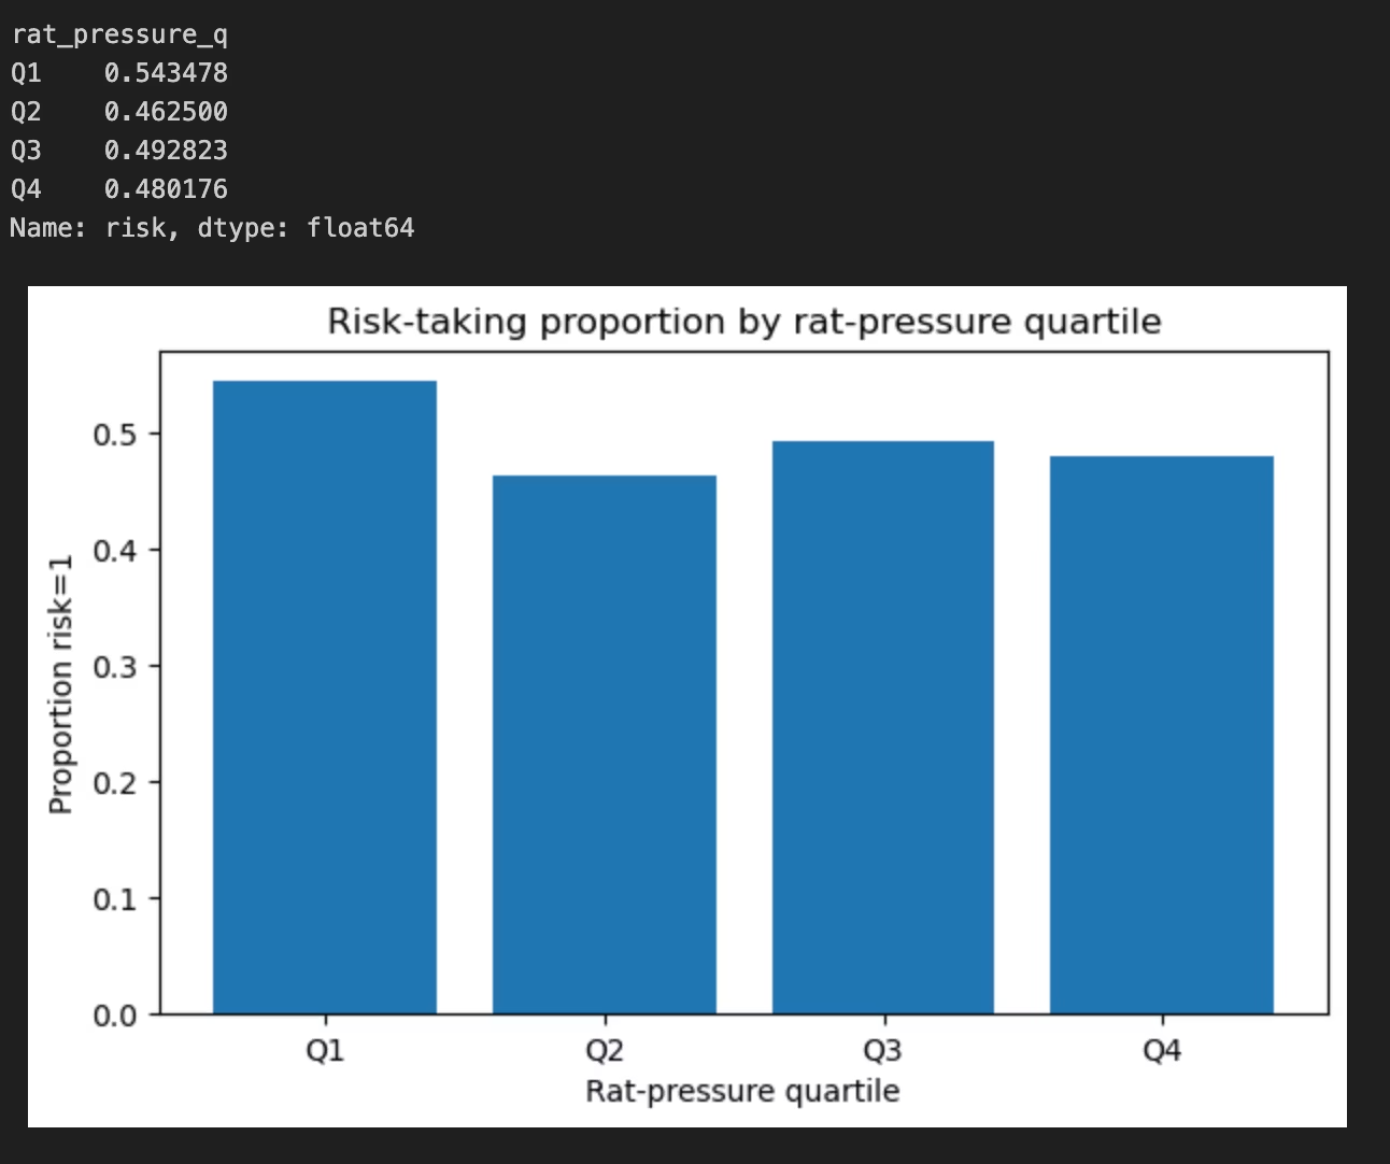 rat_pressure_q
Q1    0.543478
Q2    0.462500
Q3    0.492823
Q4    0.480176
Name: risk, dtype: float64
Risk-taking proportion by rat-pressure quartile
Proportion risk=1
0.5
0.4
0.3
0.2
0.1
0.0
Q1 Q2 Q3 Q4
Rat-pressure quartile